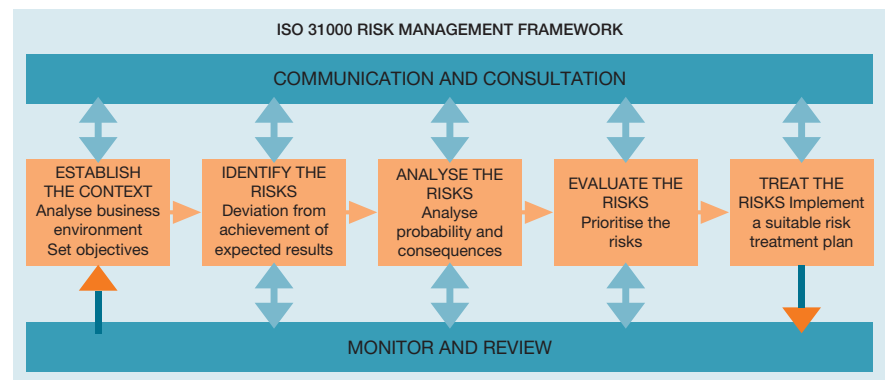 ISO 31000 RISK MANAGEMENT FRAMEWORK
COMMUNICATION AND CONSULTATION
ESTABLISH
THE CONTEXT
Analyse business
environment
Set objectives
IDENTIFY THE
RISKS
Deviation from
achievement of
expected results
ANALYSE THE
RISKS
Analyse
probability and
consequences
EVALUATE THE
RISKS
Prioritise the
risks
TREAT THE
RISKS Implement
a suitable risk
treatment plan
MONITOR AND REVIEW